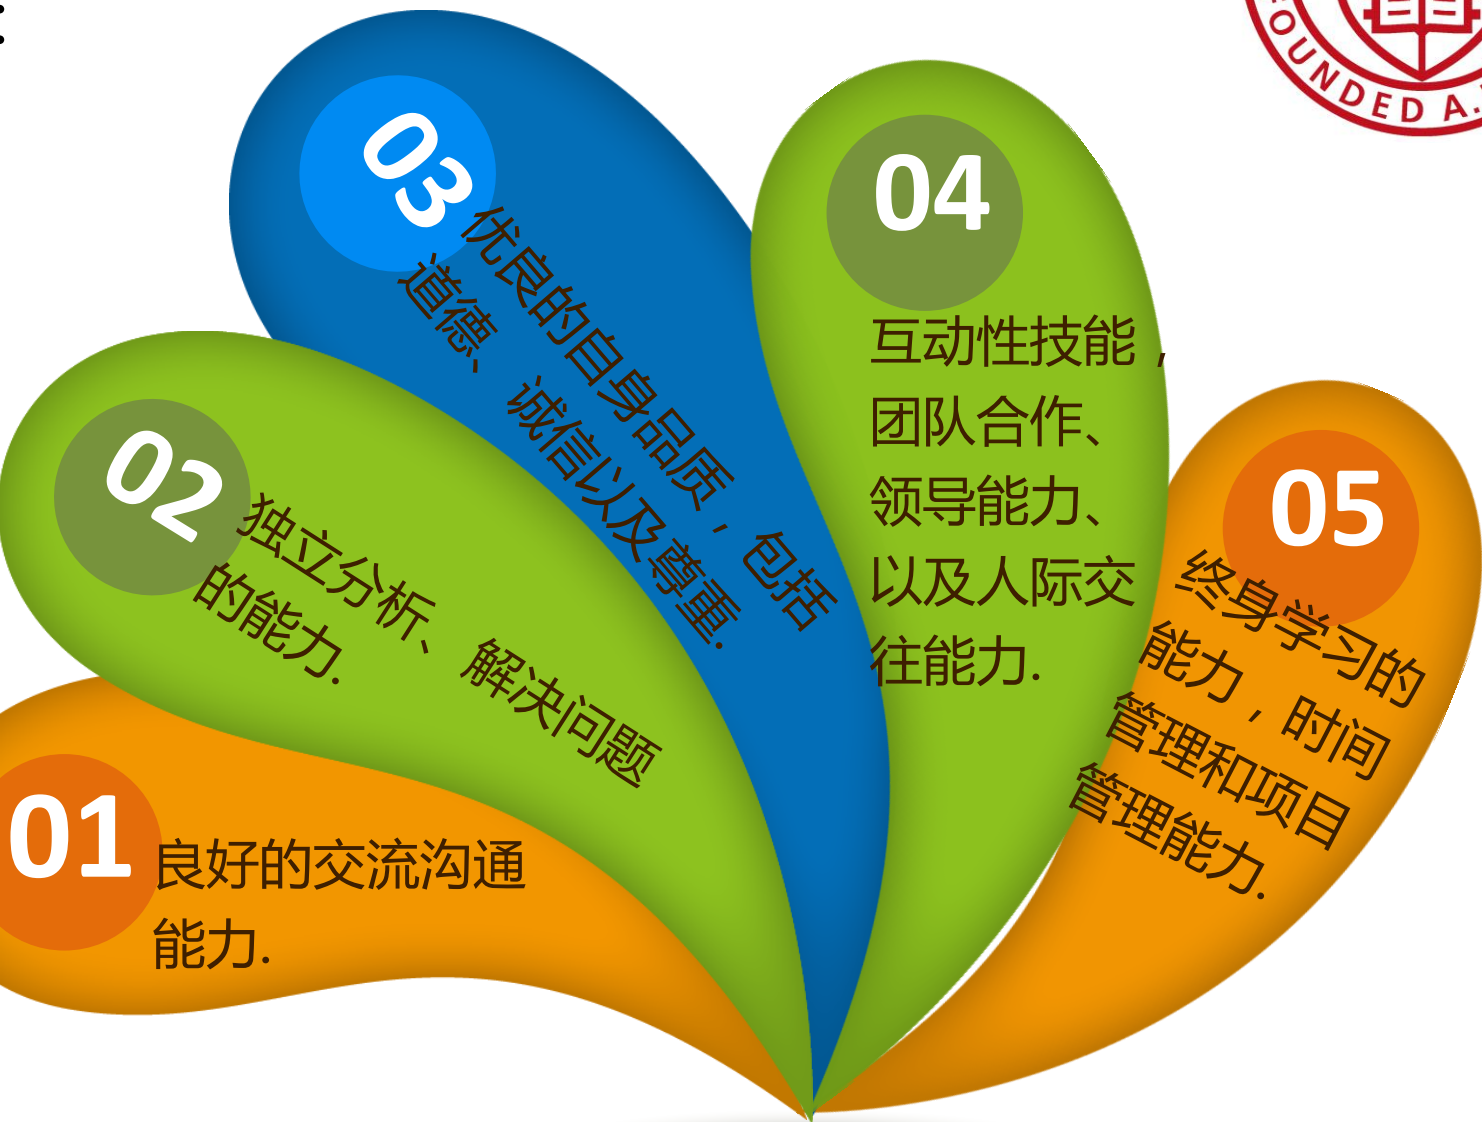 :
FOUNDED A.
03
优良的自身品质，包括
道德、诚信以及尊重.
04
互动性技能，
团队合作、
领导能力、
以及人际交
往能力.
02
独立分析、解决问题
的能力.
05
终身学习的
能力，时间
管理和项目
管理能力.
01
良好的交流沟通
能力.